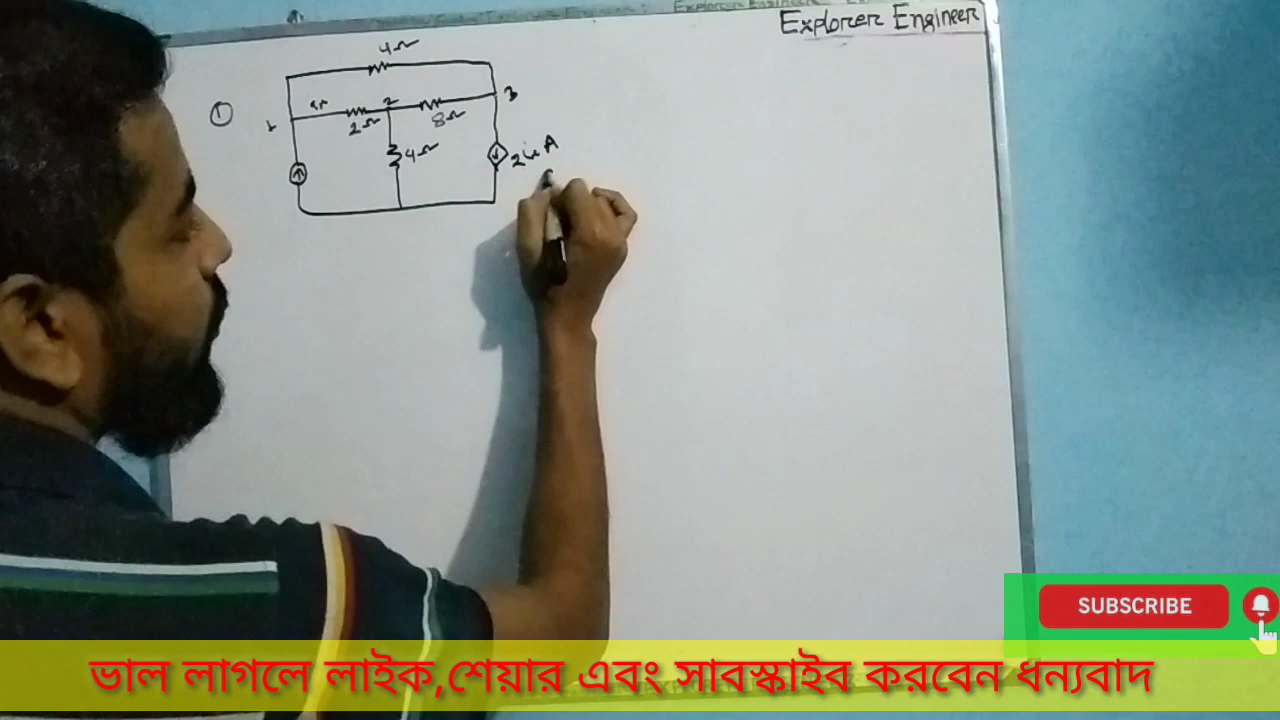 Explorer Engineer
4Ω
①
2
3
2Ω
8Ω
1
4Ω
2ix A
SUBSCRIBE
ভাল লাগলে লাইক,শেয়ার এবং সাবস্কাইব করবেন ধন্যবাদ